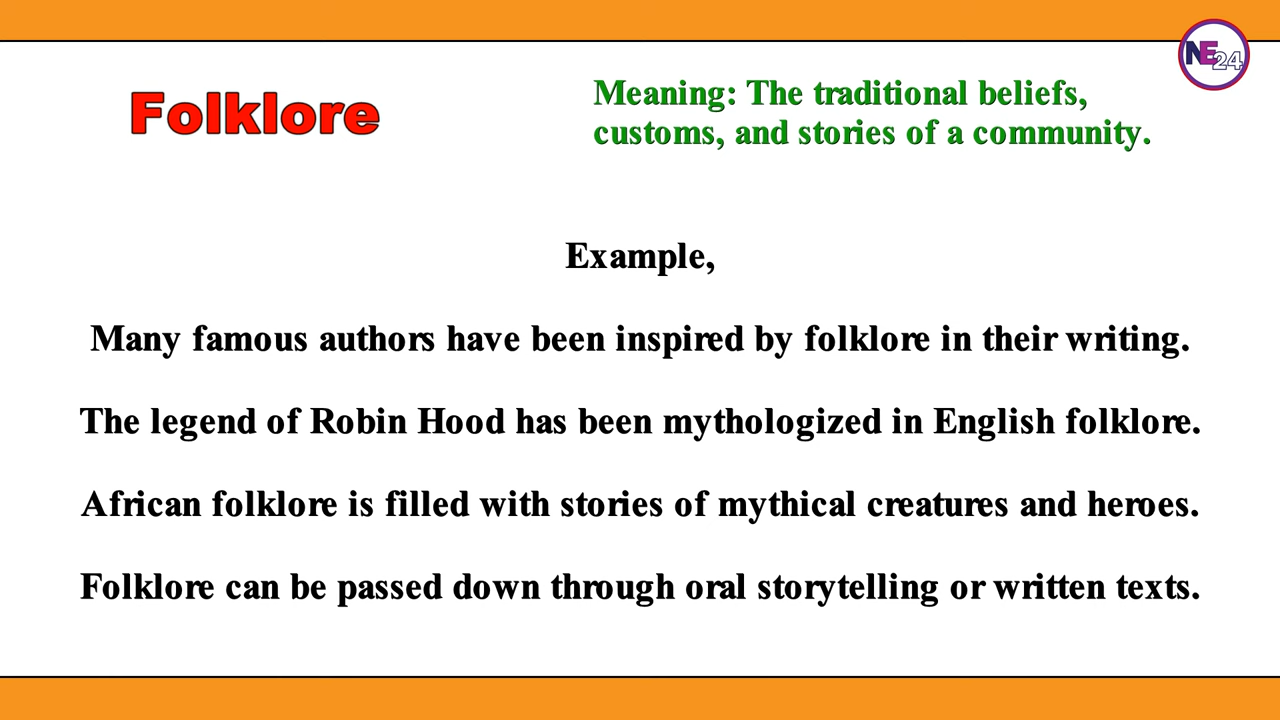 NE24
Folklore
Meaning: The traditional beliefs,
customs, and stories of a community.
Example,
Many famous authors have been inspired by folklore in their writing.
The legend of Robin Hood has been mythologized in English folklore.
African folklore is filled with stories of mythical creatures and heroes.
Folklore can be passed down through oral storytelling or written texts.